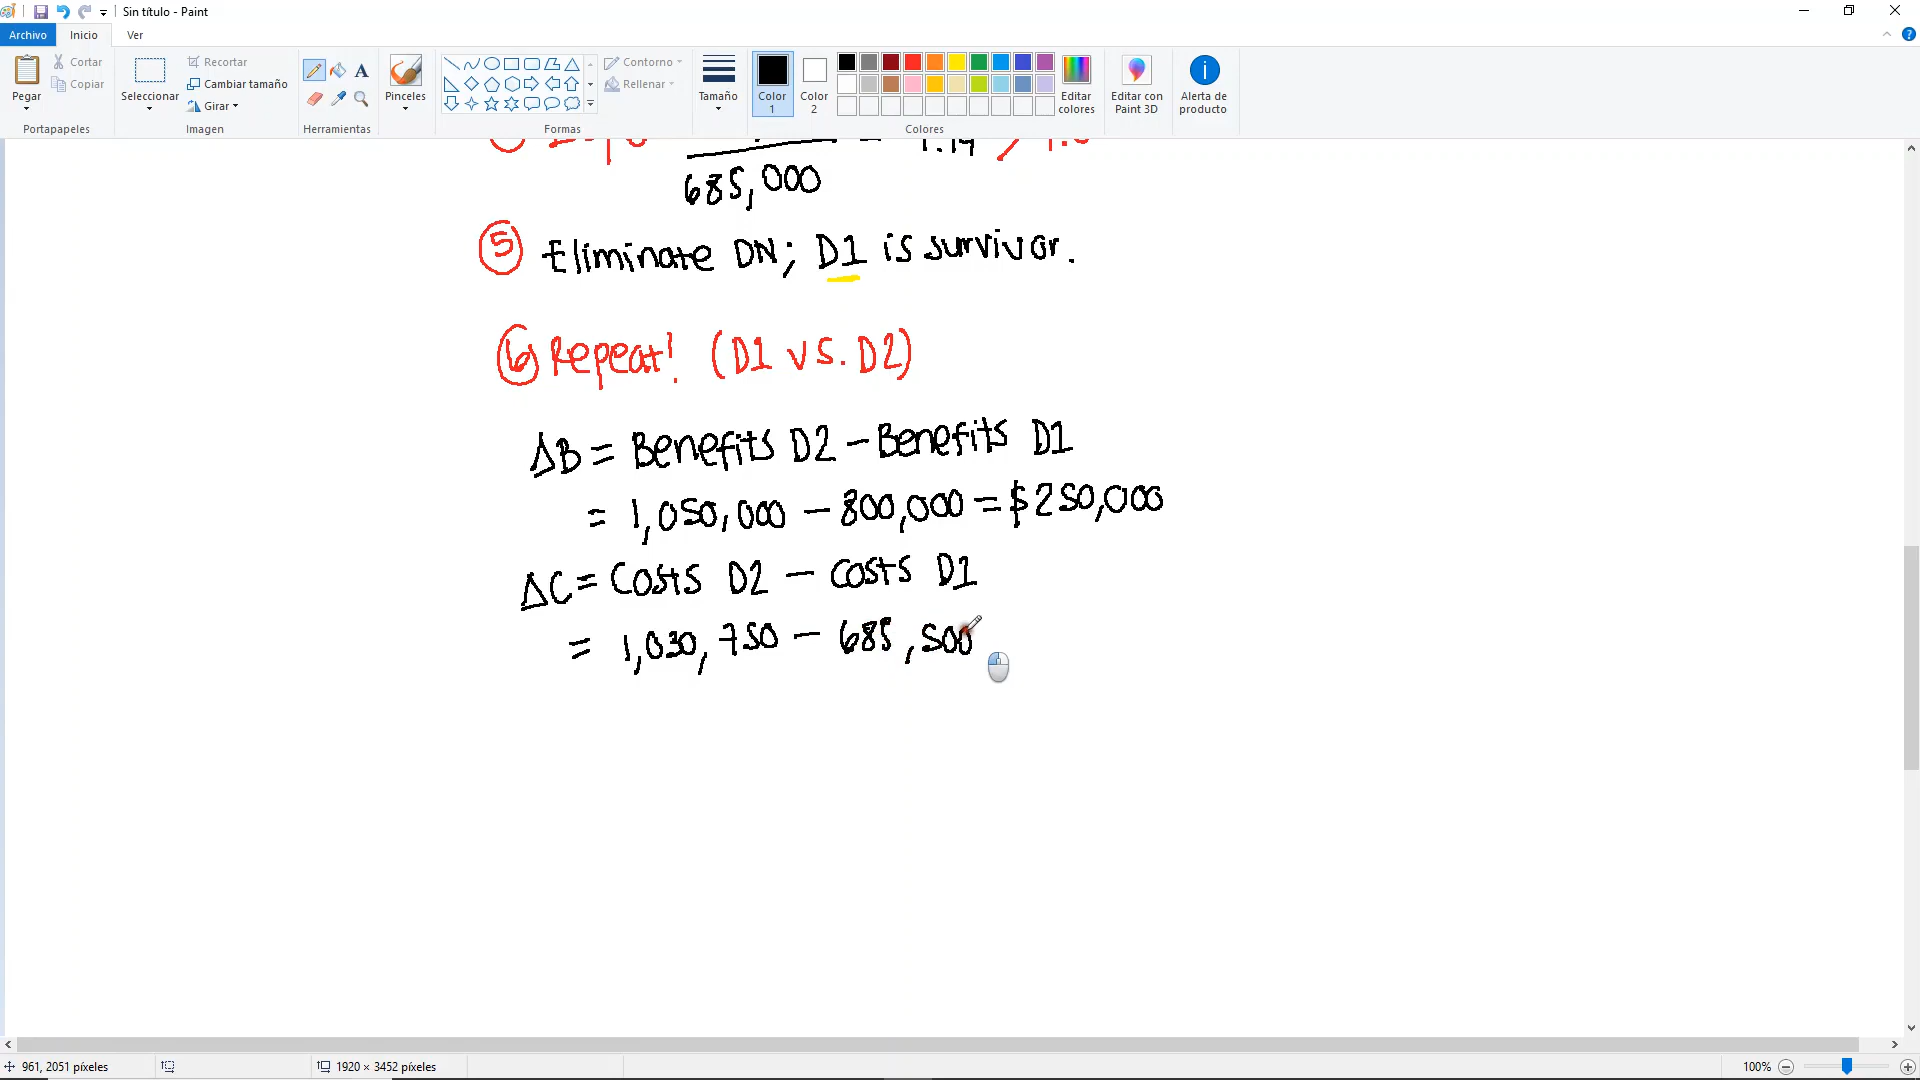 Sin título - Paint
Archivo Inicio Ver
Pegar
Cortar
Copiar
Portapapeles
Seleccionar
Recortar
Cambiar tamaño
Girar
Imagen
A
Herramientas
Pinceles
Contorno
Rellenar
Formas
Tamaño
Color 1
Color 2
Editar colores
Colores
Editar con Paint 3D
Alerta de producto
685,000
5 Eliminate DN; D1 is survivor.
6 Repeat! (D1 vs. D2)
ΔB = Benefits D2 - Benefits D1
= 1,050,000 - 800,000 = $250,000
ΔC = Costs D2 - Costs D1
= 1,030,750 - 685,500
961, 2051 píxeles
1920 × 3452 píxeles
100%